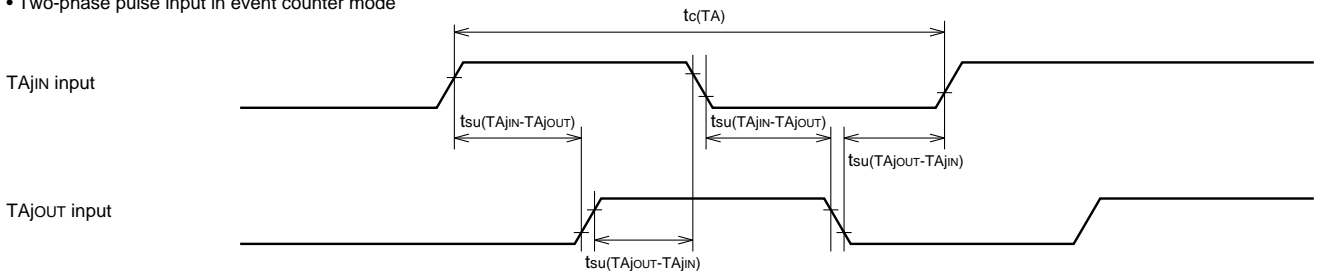 • Two-phase pulse input in event counter mode
tc(TA)
TAjIN input
tsu(TAjIN-TAjOUT)
tsu(TAjIN-TAjOUT)
tsu(TAjOUT-TAjIN)
TAjOUT input
tsu(TAjOUT-TAjIN)